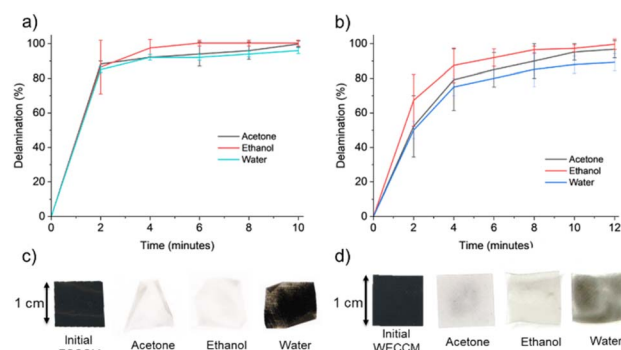 a)
100
80
60
40
20
0
Delamination (%)
Acetone
Ethanol
Water
0 2 4 6 8 10
Time (minutes)
b)
100
80
60
40
20
0
Delamination (%)
Acetone
Ethanol
Water
0 2 4 6 8 10 12
Time (minutes)
c)
1 cm
Initial
Acetone
Ethanol
Water
d)
1 cm
Initial
WECCM
Acetone
Ethanol
Water